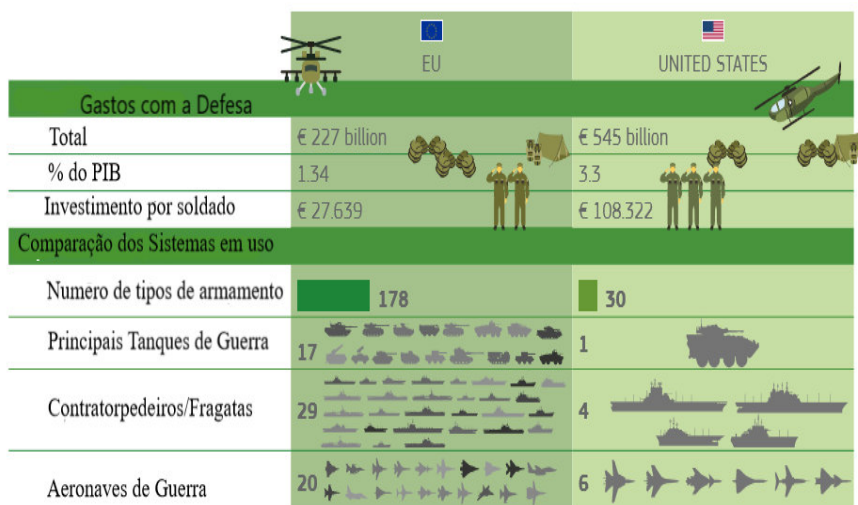 EU UNITED STATES
Gastos com a Defesa
Total € 227 billion € 545 billion
% do PIB 1.34 3.3
Investimento por soldado € 27.639 € 108.322
Comparação dos Sistemas em uso
Numero de tipos de armamento 178 30
Principais Tanques de Guerra 17 1
Contratorpedeiros/Fragatas 29 4
Aeronaves de Guerra 20 6